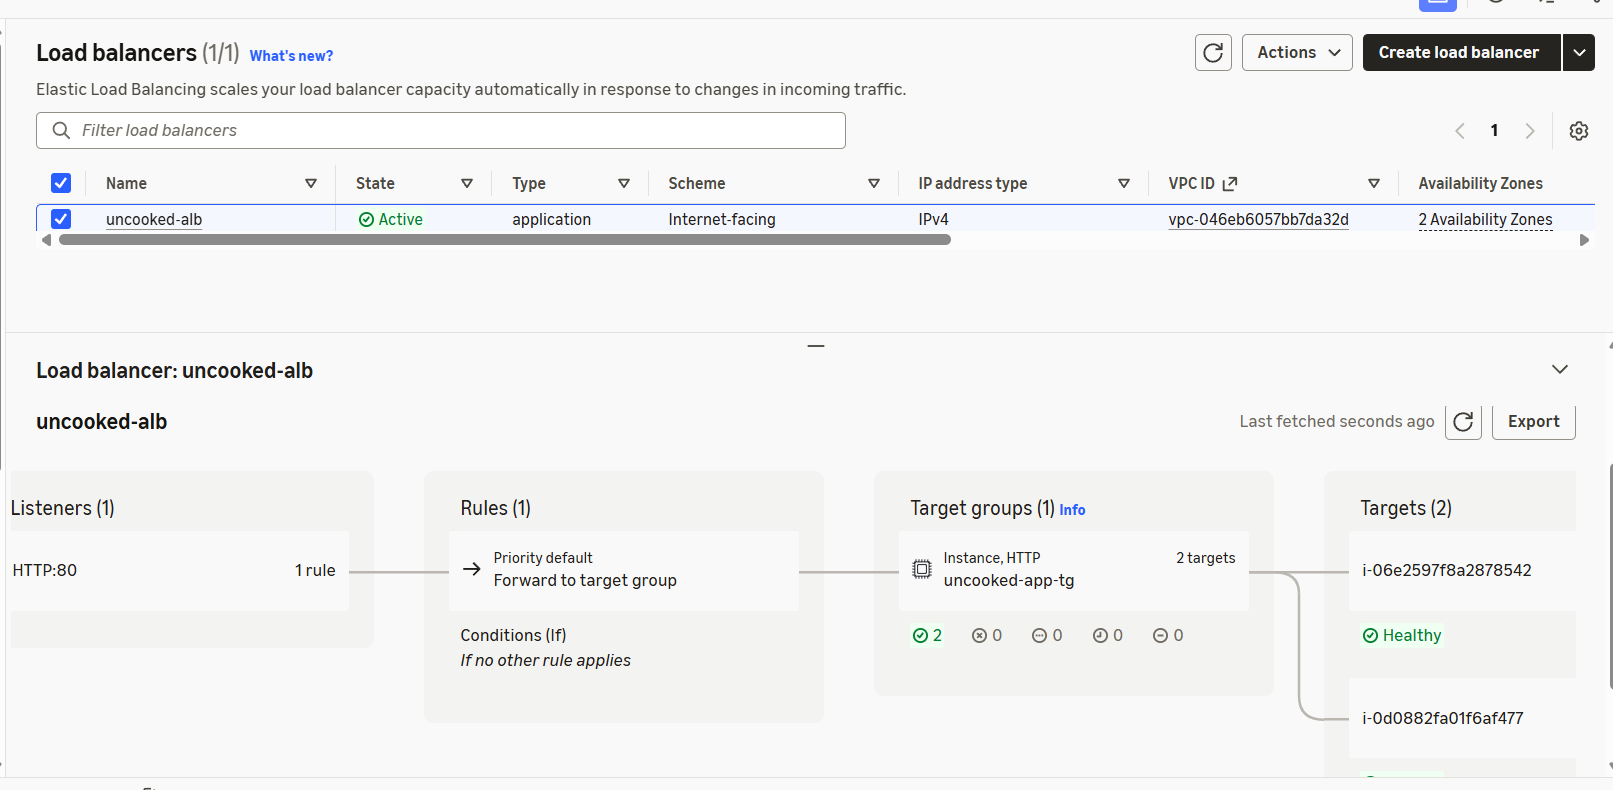 Load balancers (1/1) What's new?
Actions
Create load balancer
Elastic Load Balancing scales your load balancer capacity automatically in response to changes in incoming traffic.
Filter load balancers
1
Name State Type Scheme IP address type VPC ID Availability Zones
uncooked-alb Active application Internet-facing IPv4 vpc-046eb6057bb7da32d 2 Availability Zones
Load balancer: uncooked-alb
uncooked-alb
Last fetched seconds ago
Export
Listeners (1)
HTTP:80 1 rule
Rules (1)
Priority default
Forward to target group
Conditions (If)
If no other rule applies
Target groups (1) Info
Instance, HTTP 2 targets
uncooked-app-tg
2 0 0 0 0
Targets (2)
i-06e2597f8a2878542
Healthy
i-0d0882fa01f6af477